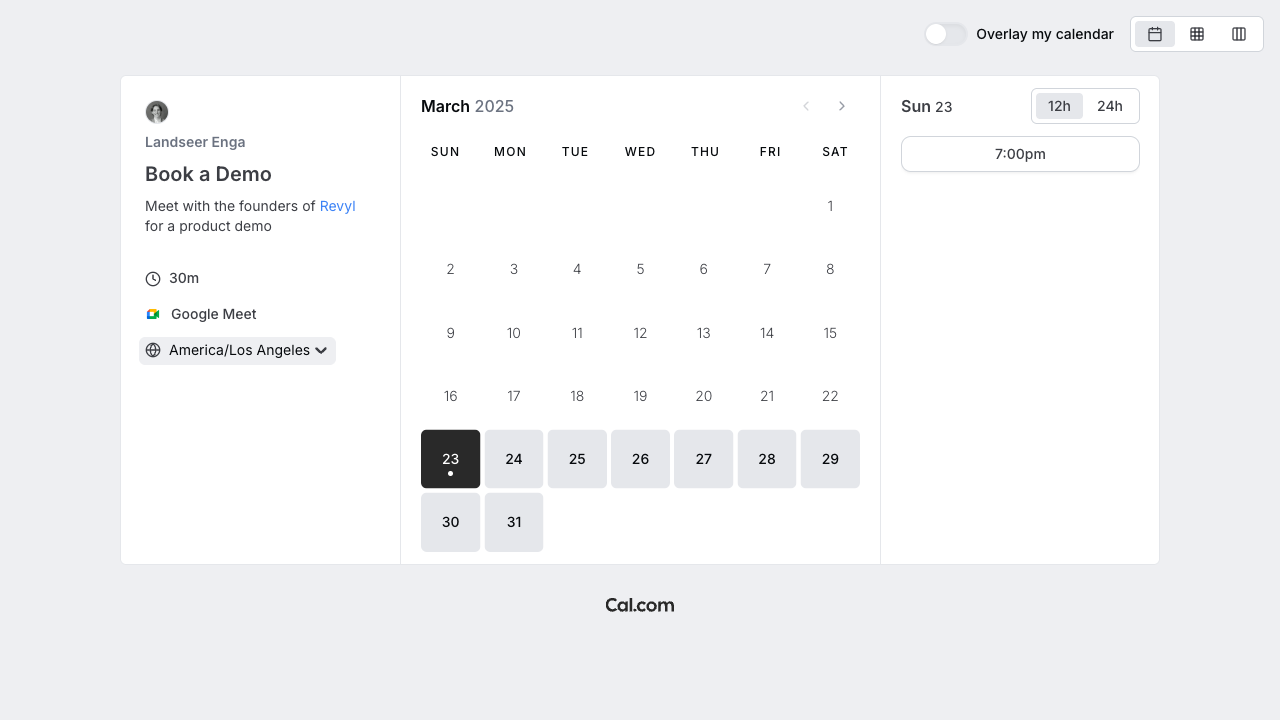 Overlay my calendar
Landseer Enga
Book a Demo
Meet with the founders of Revyl
for a product demo
30m
Google Meet
America/Los Angeles
March 2025
SUN MON TUE WED THU FRI SAT
1
2 3 4 5 6 7 8
9 10 11 12 13 14 15
16 17 18 19 20 21 22
23 24 25 26 27 28 29
30 31
Sun 23
12h 24h
7:00pm
Cal.com